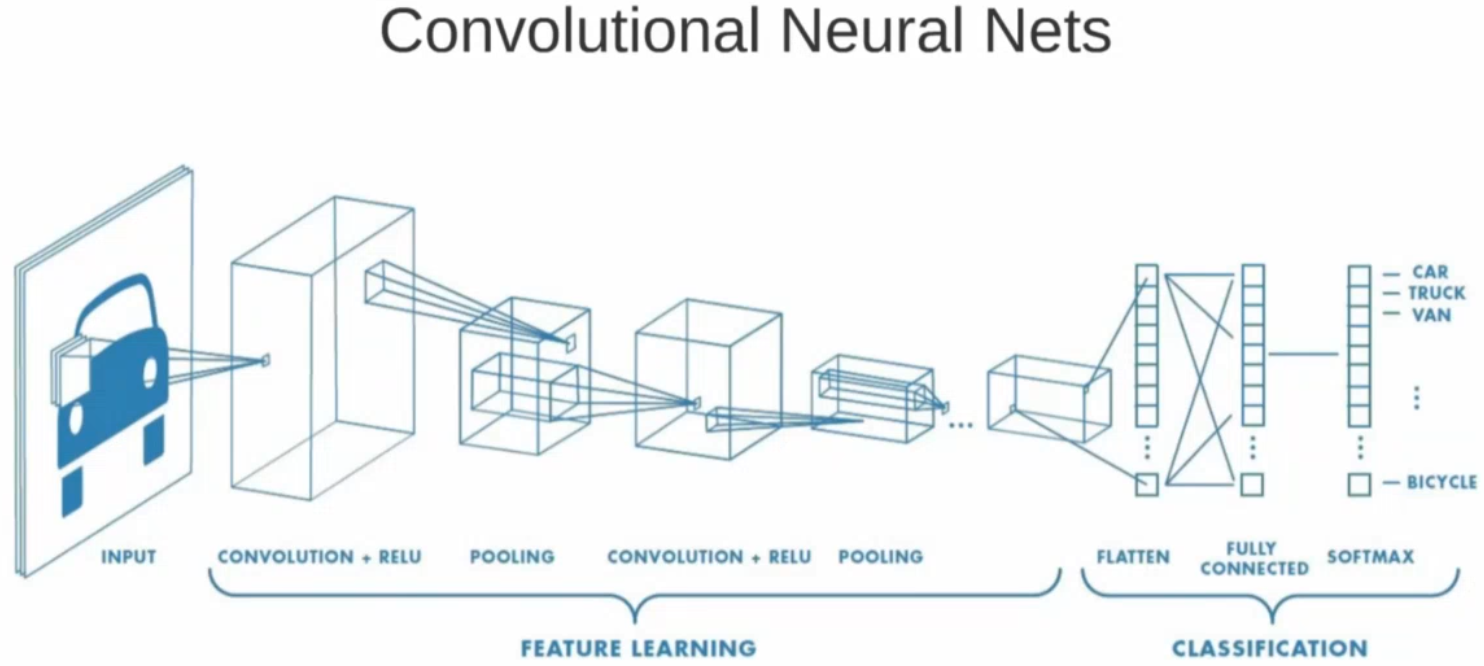 Convolutional Neural Nets
CAR
TRUCK
VAN
BICYCLE
INPUT
CONVOLUTION + RELU
POOLING
CONVOLUTION + RELU
POOLING
FLATTEN
FULLY
CONNECTED
SOFTMAX
FEATURE LEARNING
CLASSIFICATION